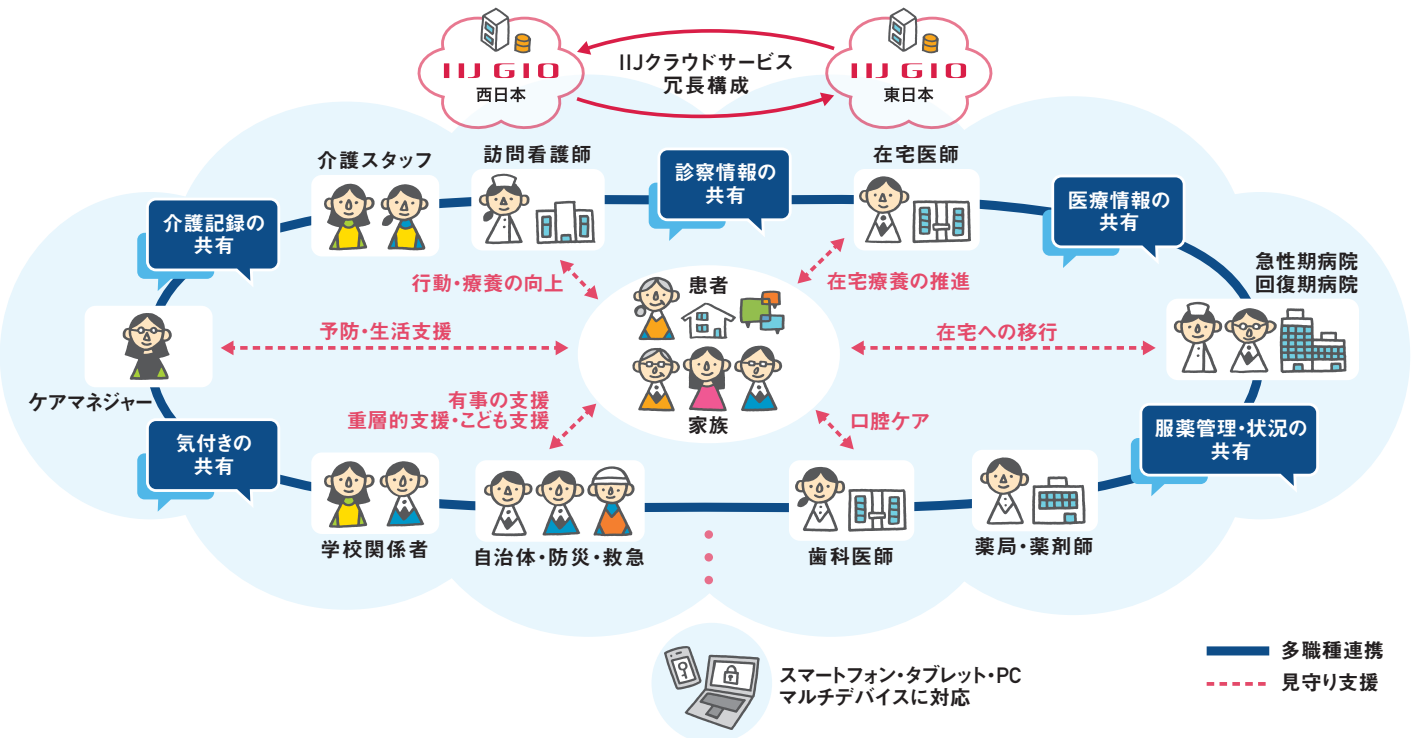 IIJ GIO
西日本
IIJクラウドサービス
冗長構成
IIJ GIO
東日本
介護スタッフ
訪問看護師
診察情報の
共有
在宅医師
医療情報の
共有
介護記録の
共有
急性期病院
回復期病院
行動・療養の向上
患者
在宅療養の推進
予防・生活支援
在宅への移行
ケアマネジャー
有事の支援
重層的支援・こども支援
家族
口腔ケア
気付きの
共有
服薬管理・状況の
共有
学校関係者
自治体・防災・救急
歯科医師
薬局・薬剤師
スマートフォン・タブレット・PC
マルチデバイスに対応
多職種連携
見守り支援